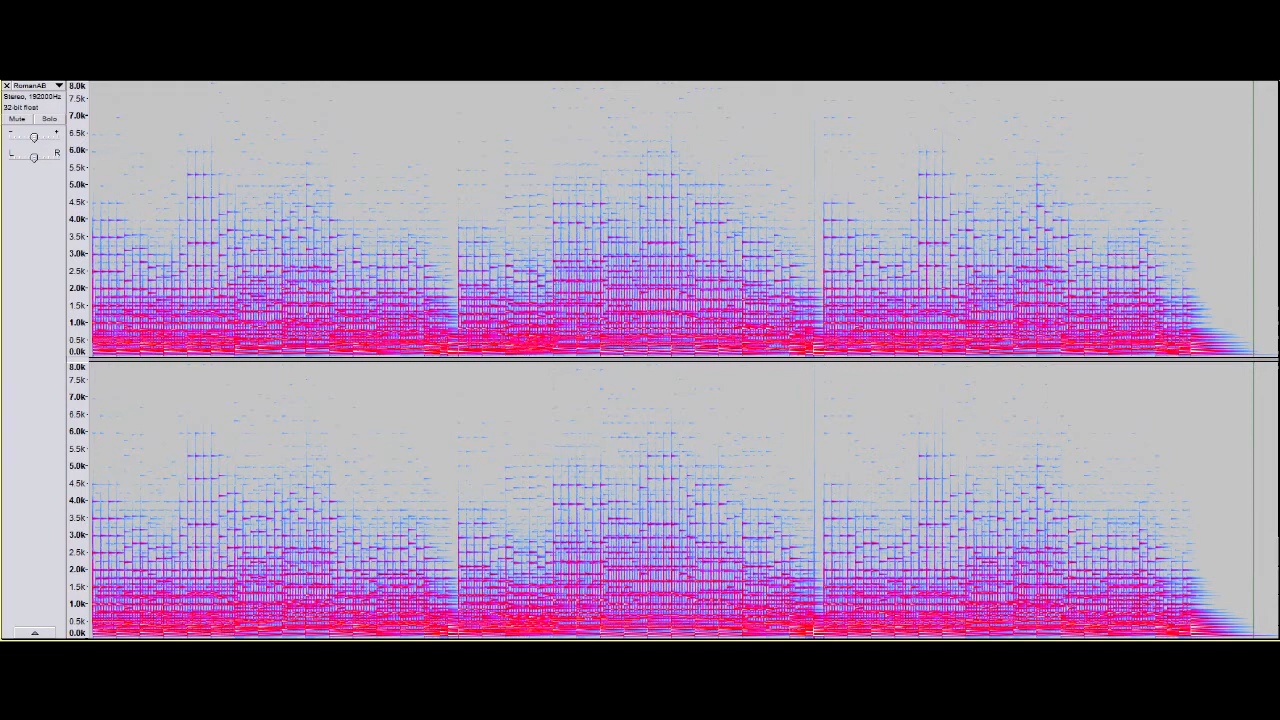 RomanAB
Stereo, 192000Hz
32-bit float
Mute Solo
- +
L R
8.0k
7.5k
7.0k
6.5k
6.0k
5.5k
5.0k
4.5k
4.0k
3.5k
3.0k
2.5k
2.0k
1.5k
1.0k
0.5k
0.0k
8.0k
7.5k
7.0k
6.5k
6.0k
5.5k
5.0k
4.5k
4.0k
3.5k
3.0k
2.5k
2.0k
1.5k
1.0k
0.5k
0.0k